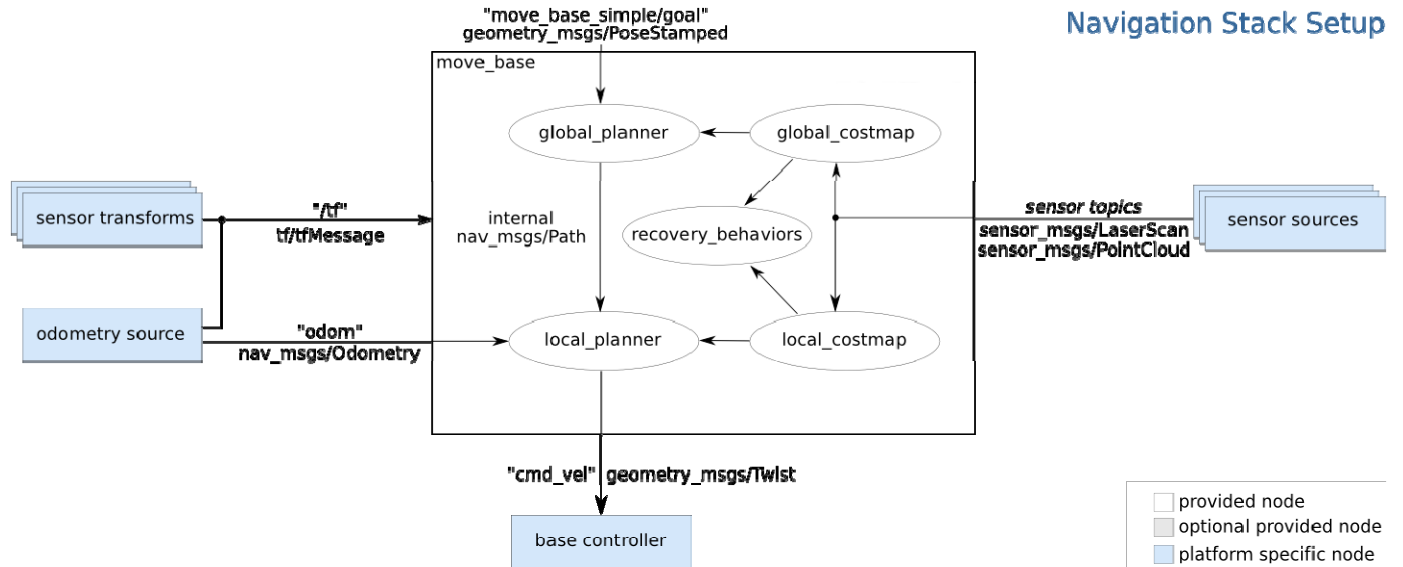 "move_base_simple/goal"
geometry_msgs/PoseStamped
Navigation Stack Setup
move_base
global_planner
global_costmap
sensor transforms
"/tf"
tf/tfMessage
internal
nav_msgs/Path
recovery_behaviors
sensor topics
sensor_msgs/LaserScan
sensor_msgs/PointCloud
sensor sources
odometry source
"odom"
nav_msgs/Odometry
local_planner
local_costmap
"cmd_vel" geometry_msgs/Twist
base controller
provided node
optional provided node
platform specific node